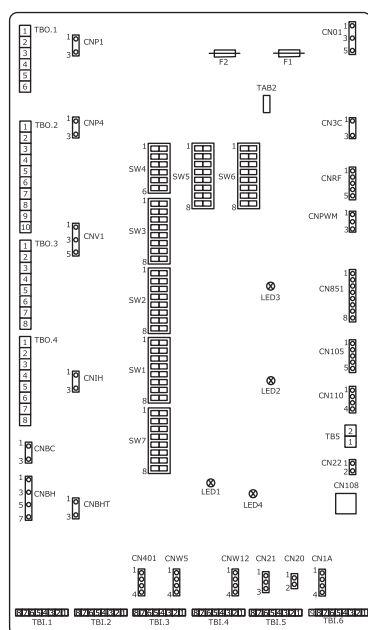 TBO.1
1
2
3
4
5
6
1
CNP1
3
F2
F1
1
CN01
3
5
TAB2
TBO.2
1
2
3
4
5
6
7
8
9
10
1
CNP4
3
1
CN3C
3
1
SW4
6
1
SW5
8
1
SW6
8
1
CNRF
5
1
SW3
8
CNPWM
1
3
TBO.3
1
2
3
4
5
6
7
8
1
CNV1
3
5
1
SW2
8
LED3
1
CN851
8
TBO.4
1
2
3
4
5
6
7
8
1
CNIH
3
1
SW1
8
LED2
1
CN105
5
1
CN110
4
1
SW7
8
TB5
2
1
CNBC
1
3
CN22
1
2
CNBH
1
3
5
7
1
CNBHT
3
LED1
LED4
CN108
CN401
1
4
CNW5
1
4
CNW12
1
4
CN21
1
3
CN20
1
2
CN1A
1
4
TBI.1
TBI.2
TBI.3
TBI.4
TBI.5
TBI.6